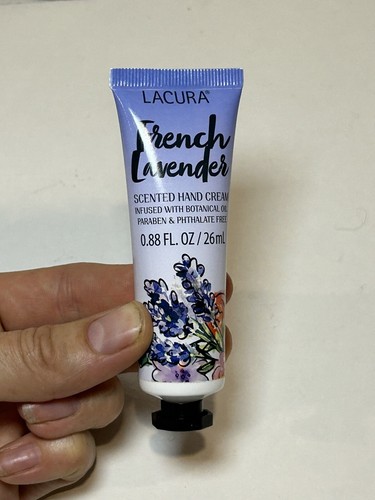 LACURA®
French
Lavender
SCENTED HAND CREAM
INFUSED WITH BOTANICAL OIL
PARABEN & PHTHALATE FREE
0.88 FL. OZ / 26mL